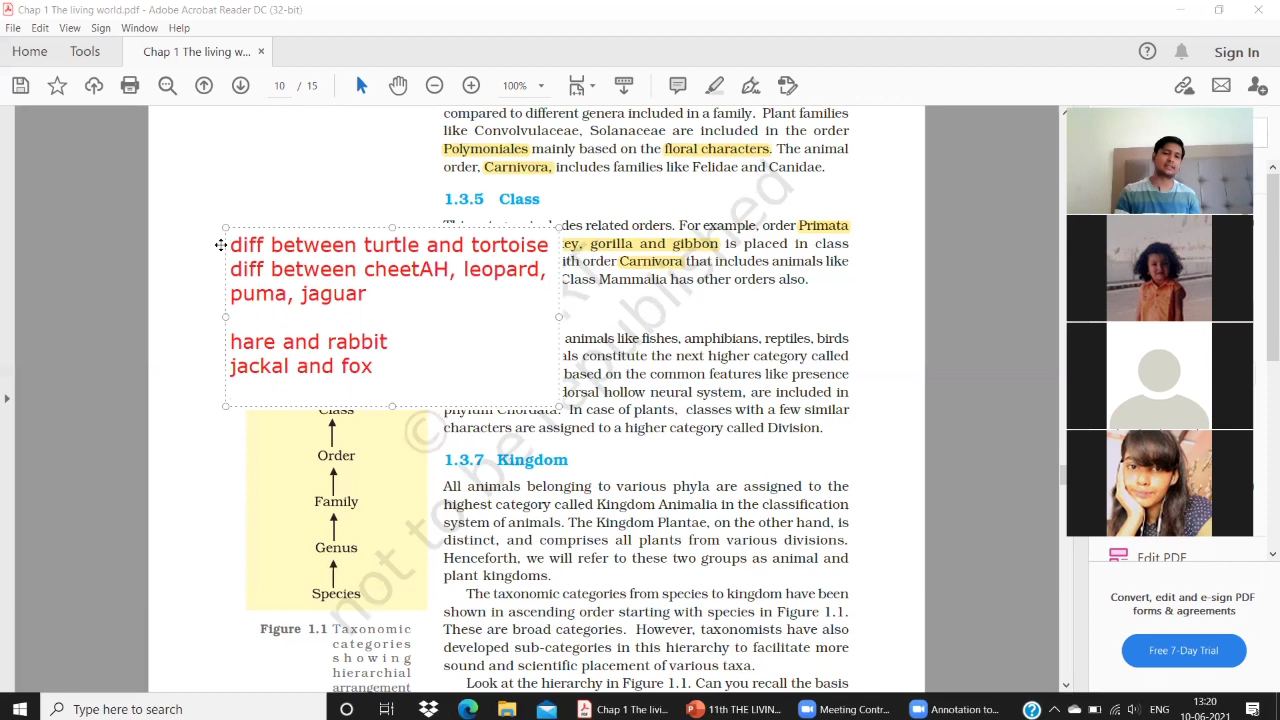 Chap 1 The living world.pdf - Adobe Acrobat Reader DC (32-bit)
File Edit View Sign Window Help
Home Tools Chap 1 The living w... × Sign In
10 / 15 100%
compared to different genera included in a family. Plant families
like Convolvulaceae, Solanaceae are included in the order
Polymoniales mainly based on the floral characters. The animal
order, Carnivora, includes families like Felidae and Canidae.
1.3.5 Class
related orders. For example, order Primata
gorilla and gibbon is placed in class
order Carnivora that includes animals like
Class Mammalia has other orders also.
diff between turtle and tortoise
diff between cheetAH, leopard,
puma, jaguar
hare and rabbit
jackal and fox
animals like fishes, amphibians, reptiles, birds
constitute the next higher category called
based on the common features like presence
dorsal hollow neural system, are included in
phylum Chordata. In case of plants, classes with a few similar
characters are assigned to a higher category called Division.
1.3.7 Kingdom
All animals belonging to various phyla are assigned to the
highest category called Kingdom Animalia in the classification
system of animals. The Kingdom Plantae, on the other hand, is
distinct, and comprises all plants from various divisions.
Henceforth, we will refer to these two groups as animal and
plant kingdoms.
The taxonomic categories from species to kingdom have been
shown in ascending order starting with species in Figure 1.1.
These are broad categories. However, taxonomists have also
developed sub-categories in this hierarchy to facilitate more
sound and scientific placement of various taxa.
Look at the hierarchy in Figure 1.1. Can you recall the basis
Class
Order
Family
Genus
Species
Figure 1.1 Taxonomic
categories
showing
hierarchial
arrangement
not to be republished
Edit PDF
Convert, edit and e-sign PDF
forms & agreements
Free 7-Day Trial
Type here to search
Chap 1 The livi...
11th THE LIVIN...
Meeting Contr...
Annotation to...
ENG
13:20
10-06-2021